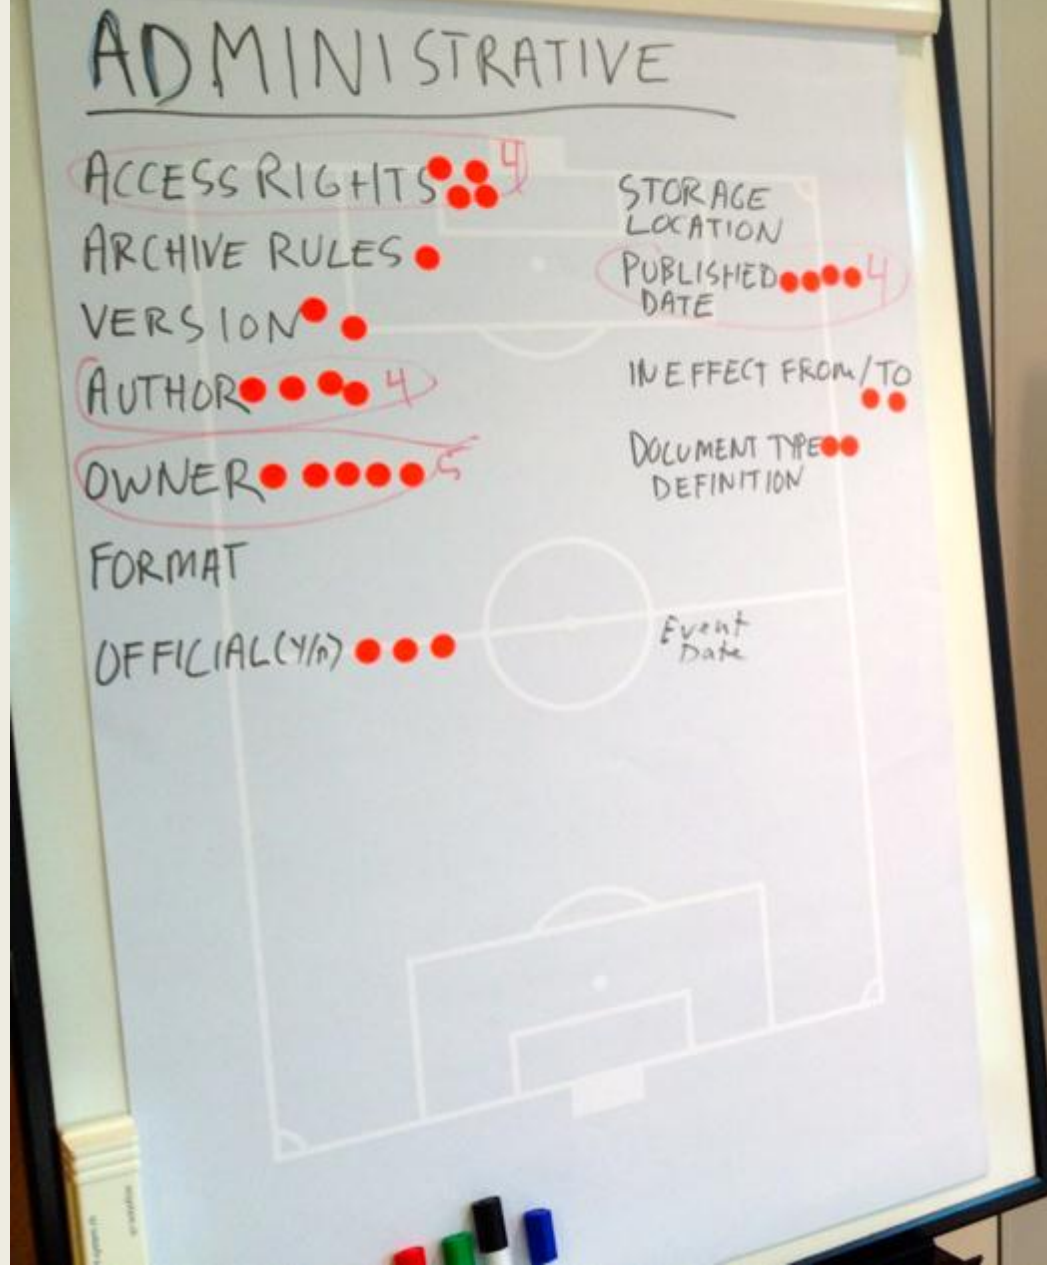 ADMINISTRATIVE
ACCESS RIGHTS 4
ARCHIVE RULES
VERSION
AUTHOR 4
OWNER 5
FORMAT
OFFICIAL (Y/n)
STORAGE
LOCATION
PUBLISHED 4
DATE
IN EFFECT FROM/TO
DOCUMENT TYPE
DEFINITION
Event
Date